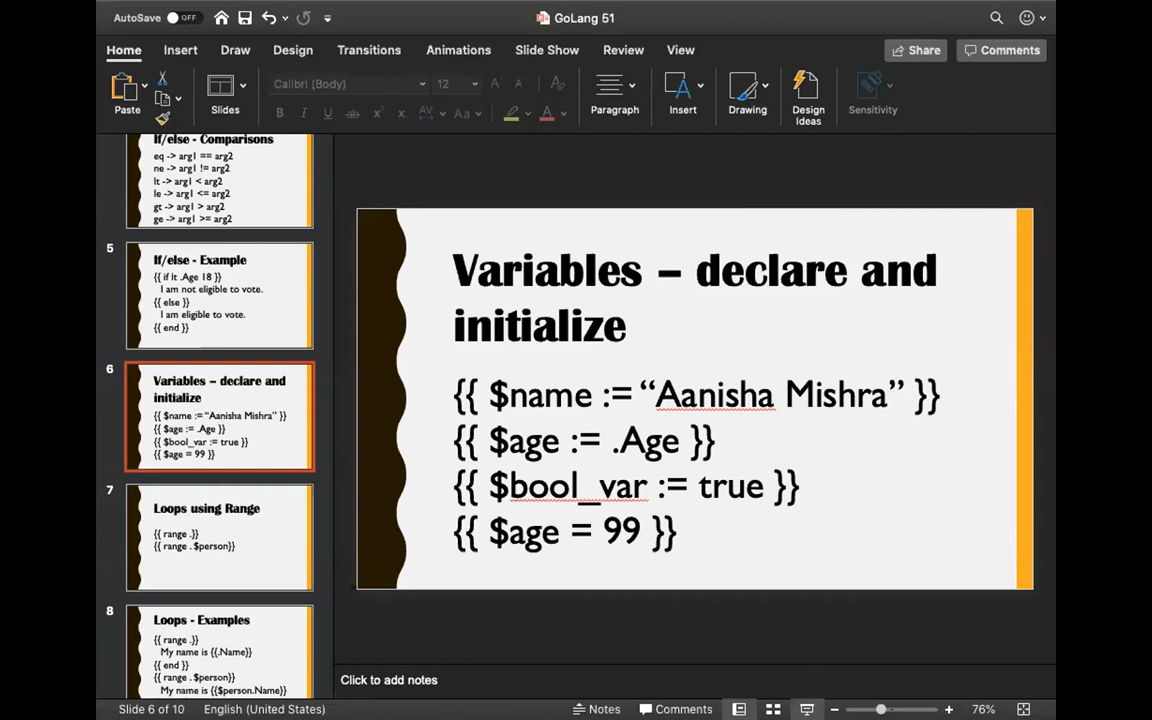 AutoSave OFF
GoLang 51
Home Insert Draw Design Transitions Animations Slide Show Review View Share Comments
Calibri (Body) 12
B I U ab x² x₂ AV Aa A
Paste Slides Paragraph Insert Drawing Design Ideas Sensitivity
If/else - Comparisons
eq -> arg1 == arg2
ne -> arg1 != arg2
lt -> arg1 < arg2
le -> arg1 <= arg2
gt -> arg1 > arg2
ge -> arg1 >= arg2
5
If/else - Example
{{ if lt .Age 18 }}
I am not eligible to vote.
{{ else }}
I am eligible to vote.
{{ end }}
6
Variables – declare and
initialize
{{ $name := “Aanisha Mishra” }}
{{ $age := .Age }}
{{ $bool_var := true }}
{{ $age = 99 }}
7
Loops using Range
{{ range .}}
{{ range . $person}}
8
Loops - Examples
{{ range .}}
My name is {{.Name}}
{{ end }}
{{ range . $person}}
My name is {{$person.Name}}
Variables – declare and
initialize
{{ $name := “Aanisha Mishra” }}
{{ $age := .Age }}
{{ $bool_var := true }}
{{ $age = 99 }}
Click to add notes
Slide 6 of 10 English (United States) Notes Comments 76%